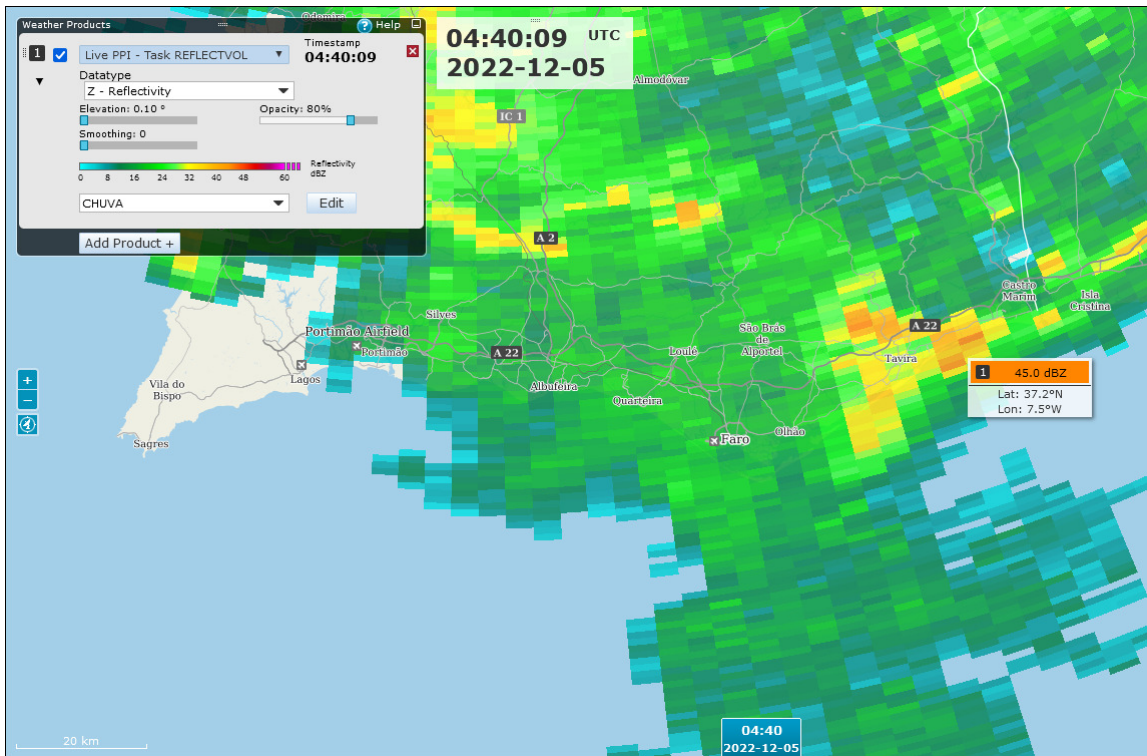 Weather Products
Help
1
Live PPI - Task REFLECTVOL
Timestamp
04:40:09
Datatype
Z - Reflectivity
Elevation: 0.10 °
Opacity: 80%
Smoothing: 0
Reflectivity
dBZ
0 8 16 24 32 40 48 60
CHUVA
Edit
Add Product +
04:40:09 UTC
2022-12-05
Almodôvar
IC 1
A 2
Silves
Portimão Airfield
Portimão
Lagos
Vila do
Bispo
Sagres
A 22
Albufeira
Quarteira
Loulé
São Brás
de
Alportel
Faro
Olhão
A 22
Tavira
Castro
Marim
Isla
Cristina
1 45.0 dBZ
Lat: 37.2°N
Lon: 7.5°W
+
−
20 km
04:40
2022-12-05